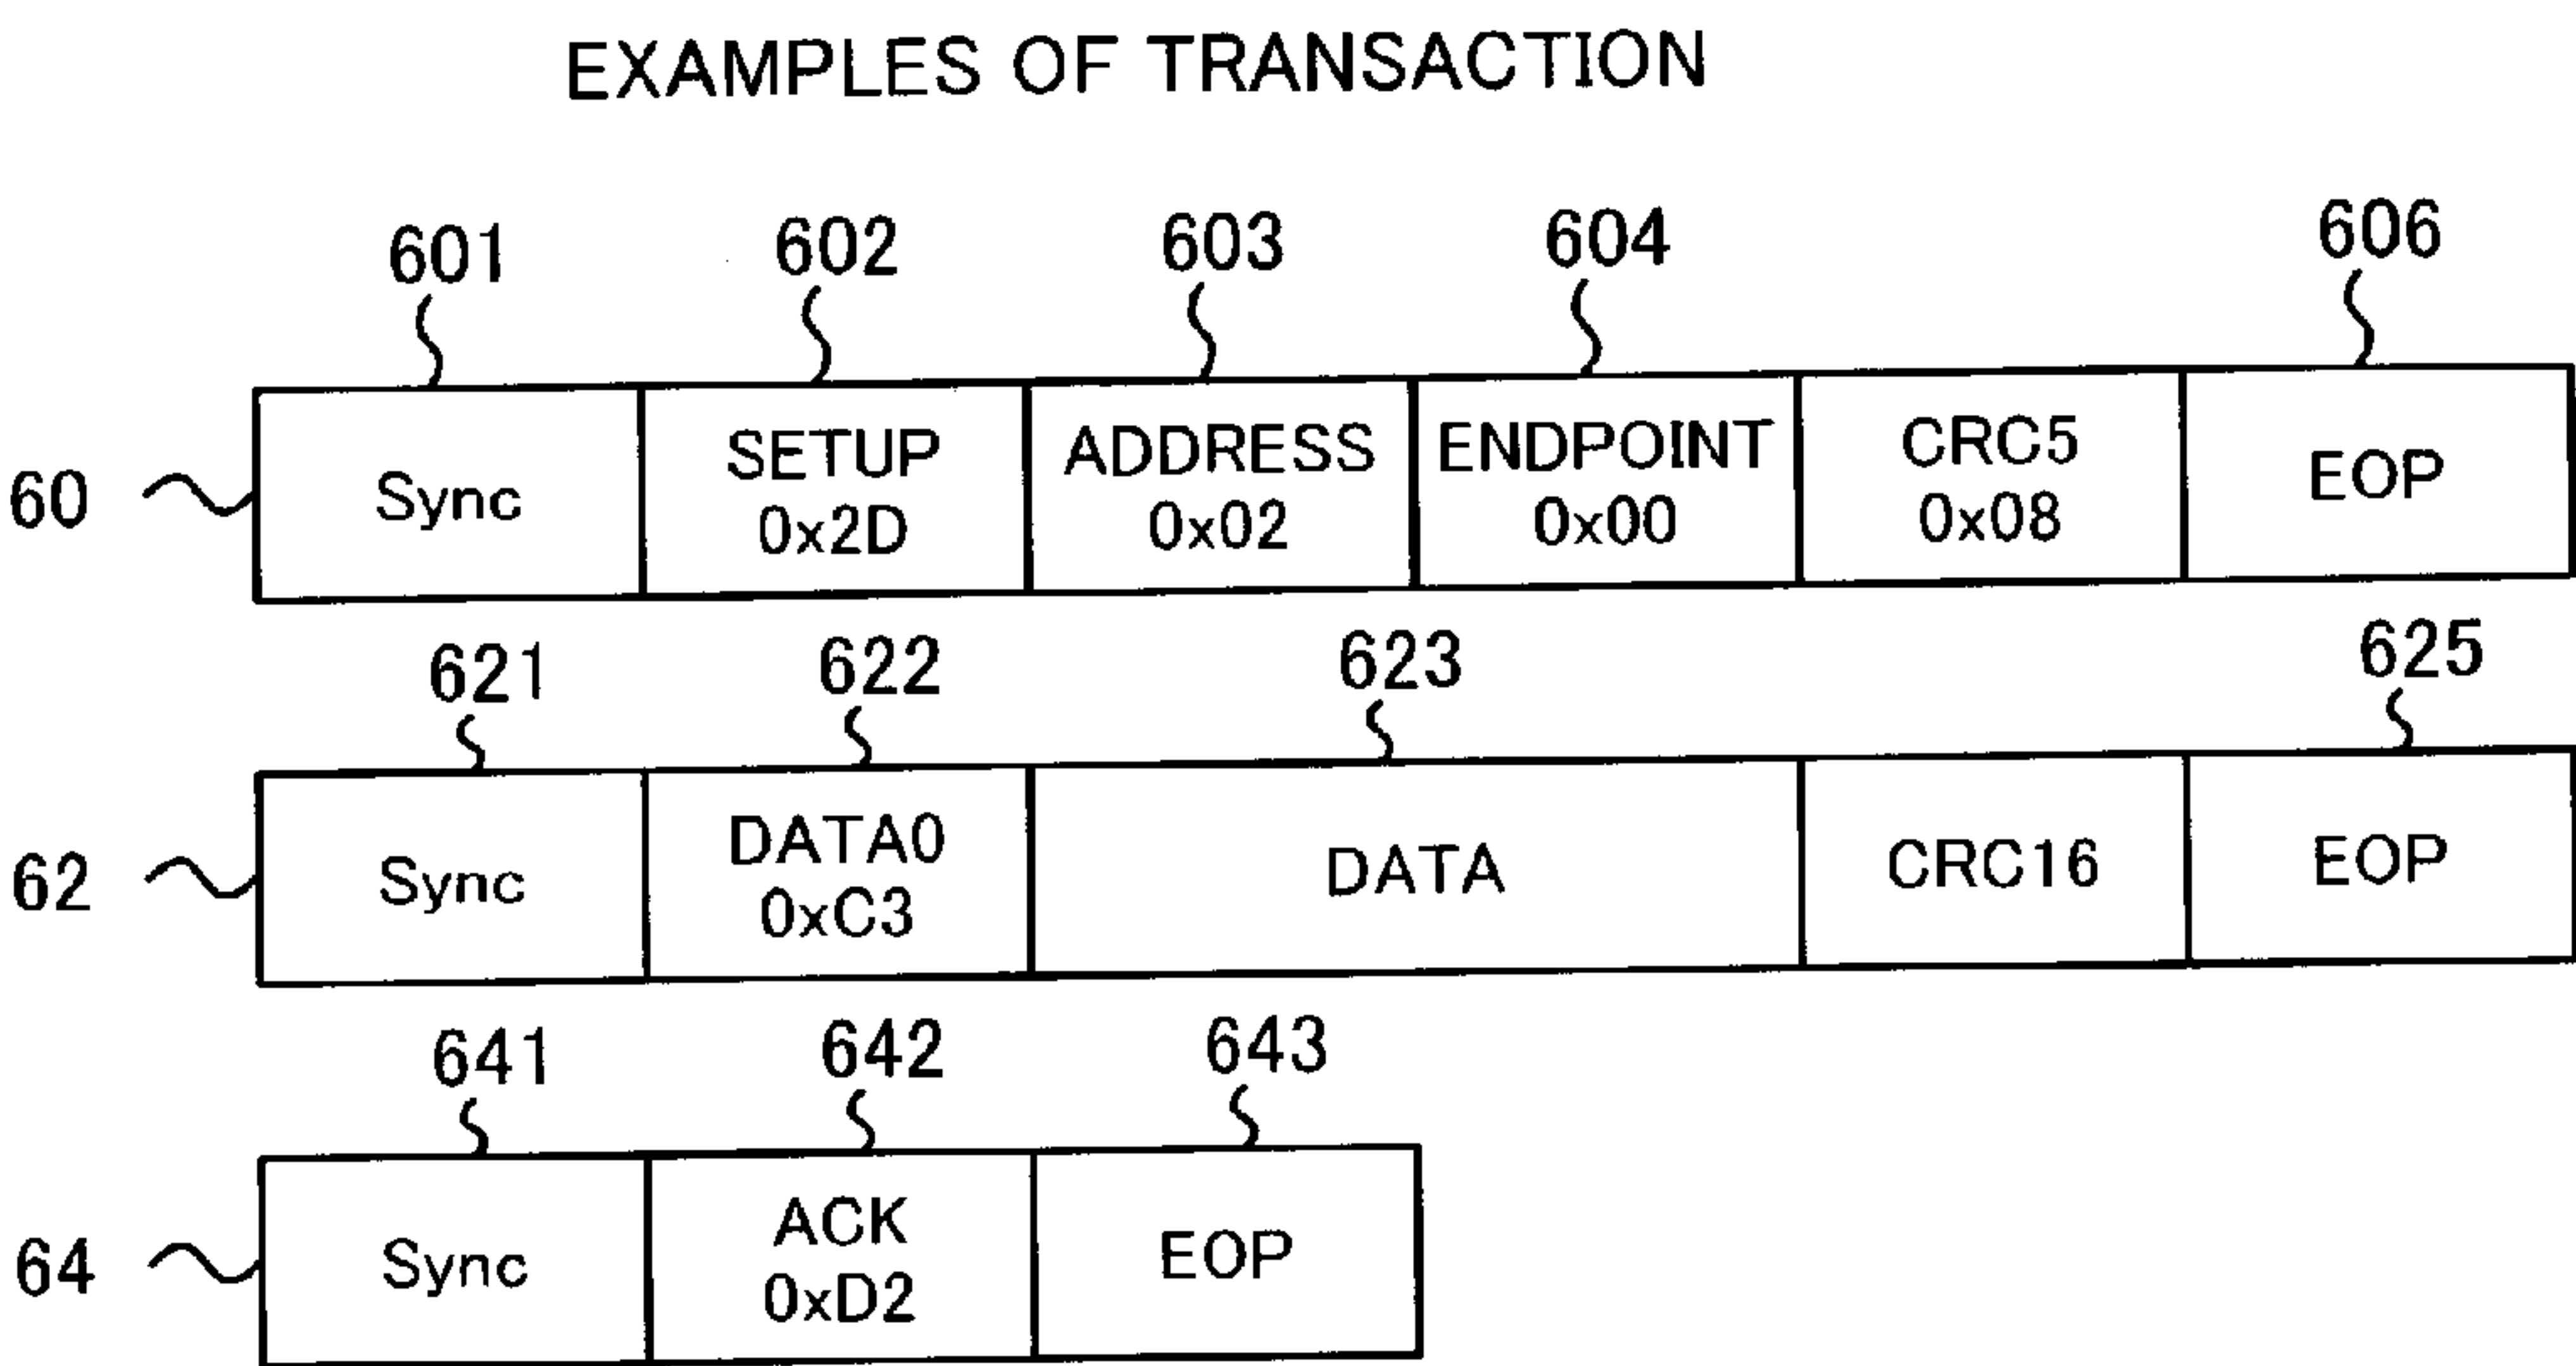 EXAMPLES OF TRANSACTION
601 602 603 604 606
60 Sync SETUP 0x2D ADDRESS 0x02 ENDPOINT 0x00 CRC5 0x08 EOP
621 622 623 625
62 Sync DATA0 0xC3 DATA CRC16 EOP
641 642 643
64 Sync ACK 0xD2 EOP